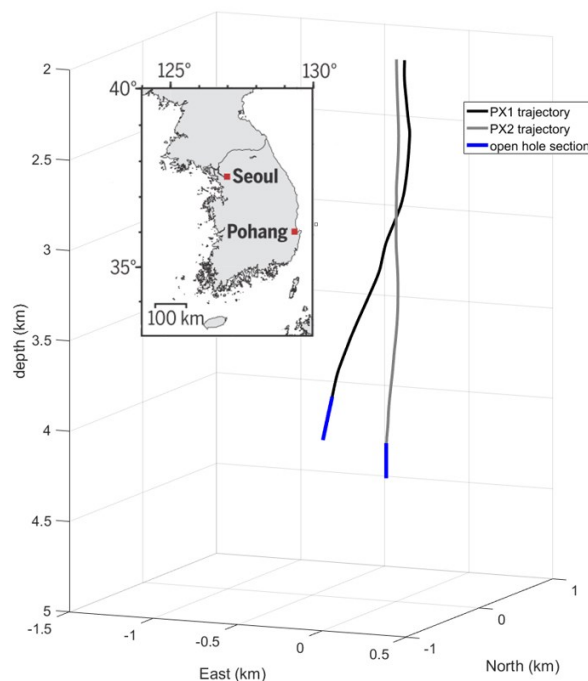 125° 130°
40°
35°
Seoul
Pohang
100 km
PX1 trajectory
PX2 trajectory
open hole section
2
2.5
3
3.5
4
4.5
5
depth (km)
-1.5 -1 -0.5 0 0.5
East (km)
-1 0 1
North (km)